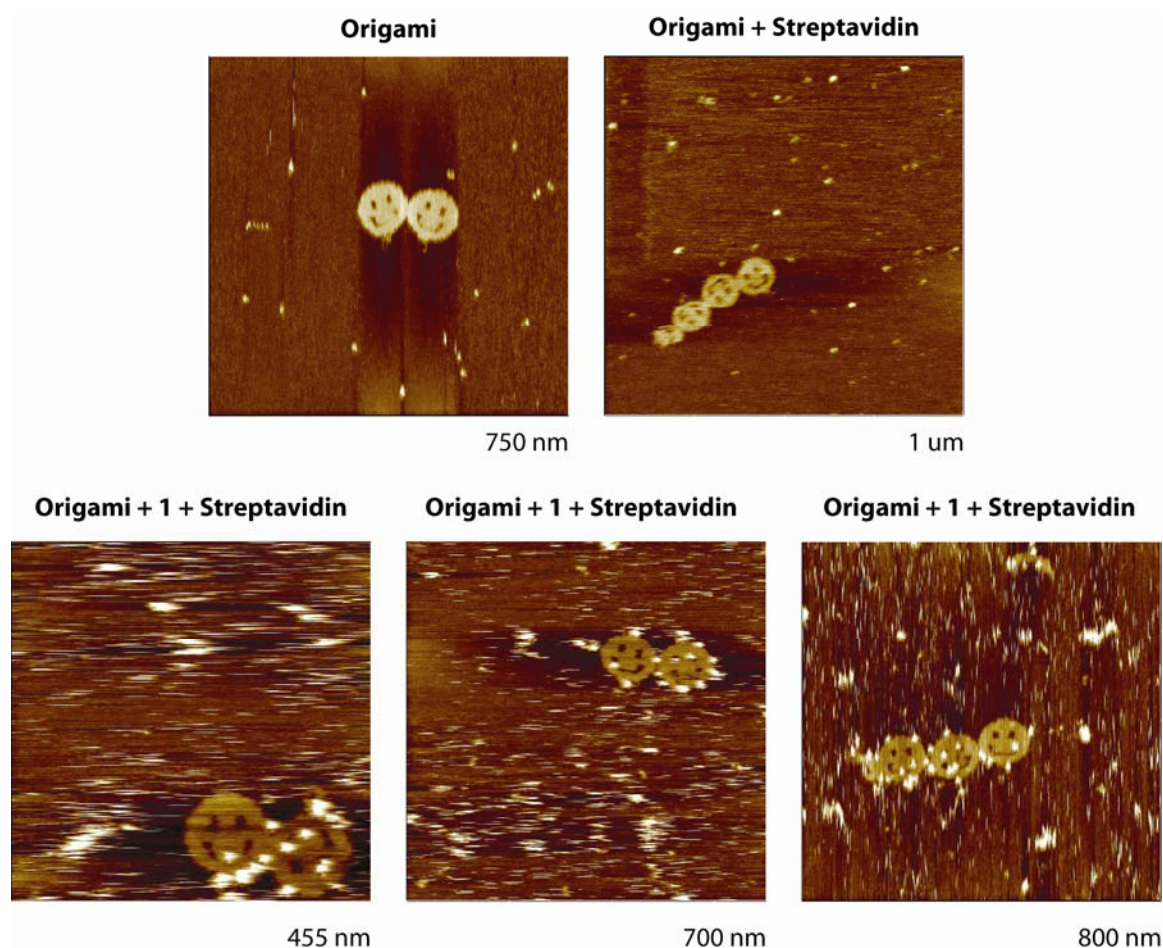 Origami
Origami + Streptavidin
750 nm
1 um
Origami + 1 + Streptavidin
Origami + 1 + Streptavidin
Origami + 1 + Streptavidin
455 nm
700 nm
800 nm